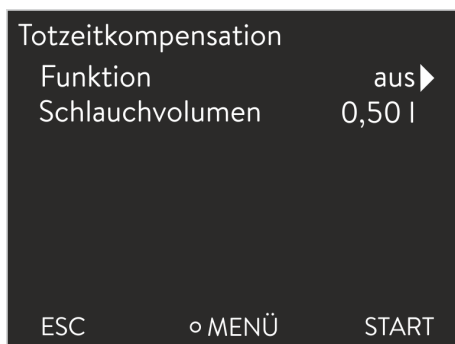 Totzeitkompensation
Funktion aus
Schlauchvolumen 0,50 l
ESC MENÜ START